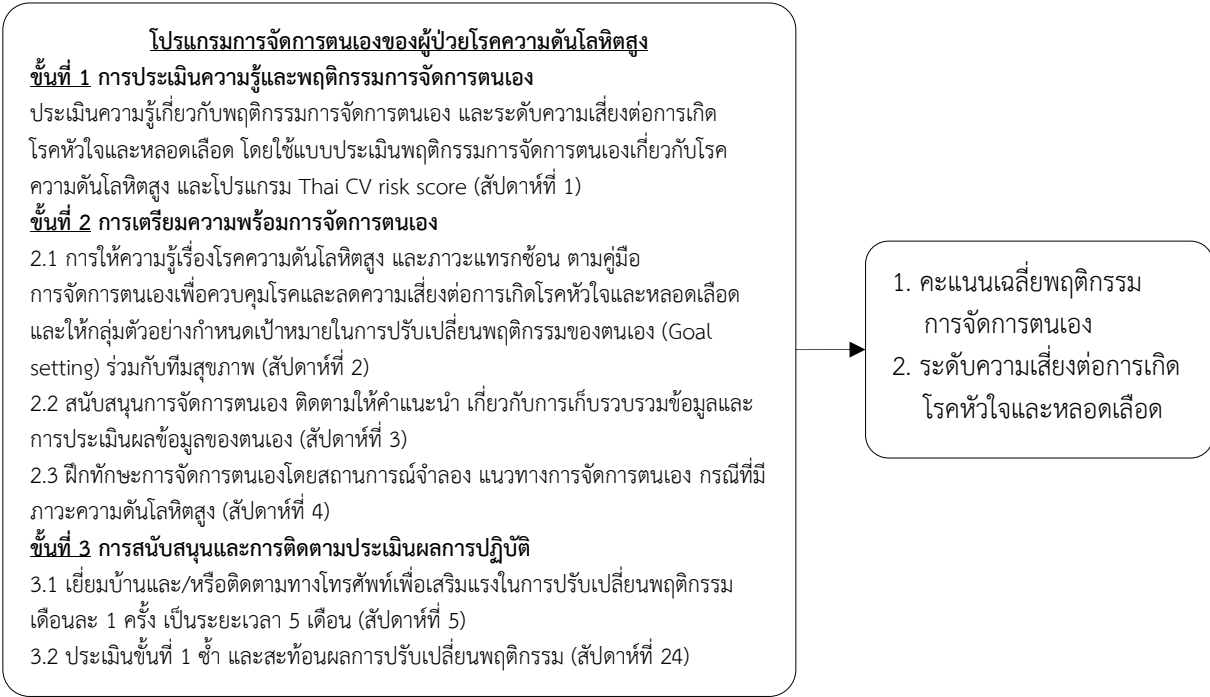 โปรแกรมการจัดการตนเองของผู้ป่วยโรคความดันโลหิตสูง
ขั้นที่ 1 การประเมินความรู้และพฤติกรรมการจัดการตนเอง
ประเมินความรู้เกี่ยวกับพฤติกรรมการจัดการตนเอง และระดับความเสี่ยงต่อการเกิด
โรคหัวใจและหลอดเลือด โดยใช้แบบประเมินพฤติกรรมการจัดการตนเองเกี่ยวกับโรค
ความดันโลหิตสูง และโปรแกรม Thai CV risk score (สัปดาห์ที่ 1)
ขั้นที่ 2 การเตรียมความพร้อมการจัดการตนเอง
2.1 การให้ความรู้เรื่องโรคความดันโลหิตสูง และภาวะแทรกซ้อน ตามคู่มือ
การจัดการตนเองเพื่อควบคุมโรคและลดความเสี่ยงต่อการเกิดโรคหัวใจและหลอดเลือด
และให้กลุ่มตัวอย่างกำหนดเป้าหมายในการปรับเปลี่ยนพฤติกรรมของตนเอง (Goal
setting) ร่วมกับทีมสุขภาพ (สัปดาห์ที่ 2)
2.2 สนับสนุนการจัดการตนเอง ติดตามให้คำแนะนำ เกี่ยวกับการเก็บรวบรวมข้อมูลและ
การประเมินผลข้อมูลของตนเอง (สัปดาห์ที่ 3)
2.3 ฝึกทักษะการจัดการตนเองโดยสถานการณ์จำลอง แนวทางการจัดการตนเอง กรณีที่มี
ภาวะความดันโลหิตสูง (สัปดาห์ที่ 4)
ขั้นที่ 3 การสนับสนุนและการติดตามประเมินผลการปฏิบัติ
3.1 เยี่ยมบ้านและ/หรือติดตามทางโทรศัพท์เพื่อเสริมแรงในการปรับเปลี่ยนพฤติกรรม
เดือนละ 1 ครั้ง เป็นระยะเวลา 5 เดือน (สัปดาห์ที่ 5)
3.2 ประเมินขั้นที่ 1 ซ้ำ และสะท้อนผลการปรับเปลี่ยนพฤติกรรม (สัปดาห์ที่ 24)
1. คะแนนเฉลี่ยพฤติกรรม
การจัดการตนเอง
2. ระดับความเสี่ยงต่อการเกิด
โรคหัวใจและหลอดเลือด